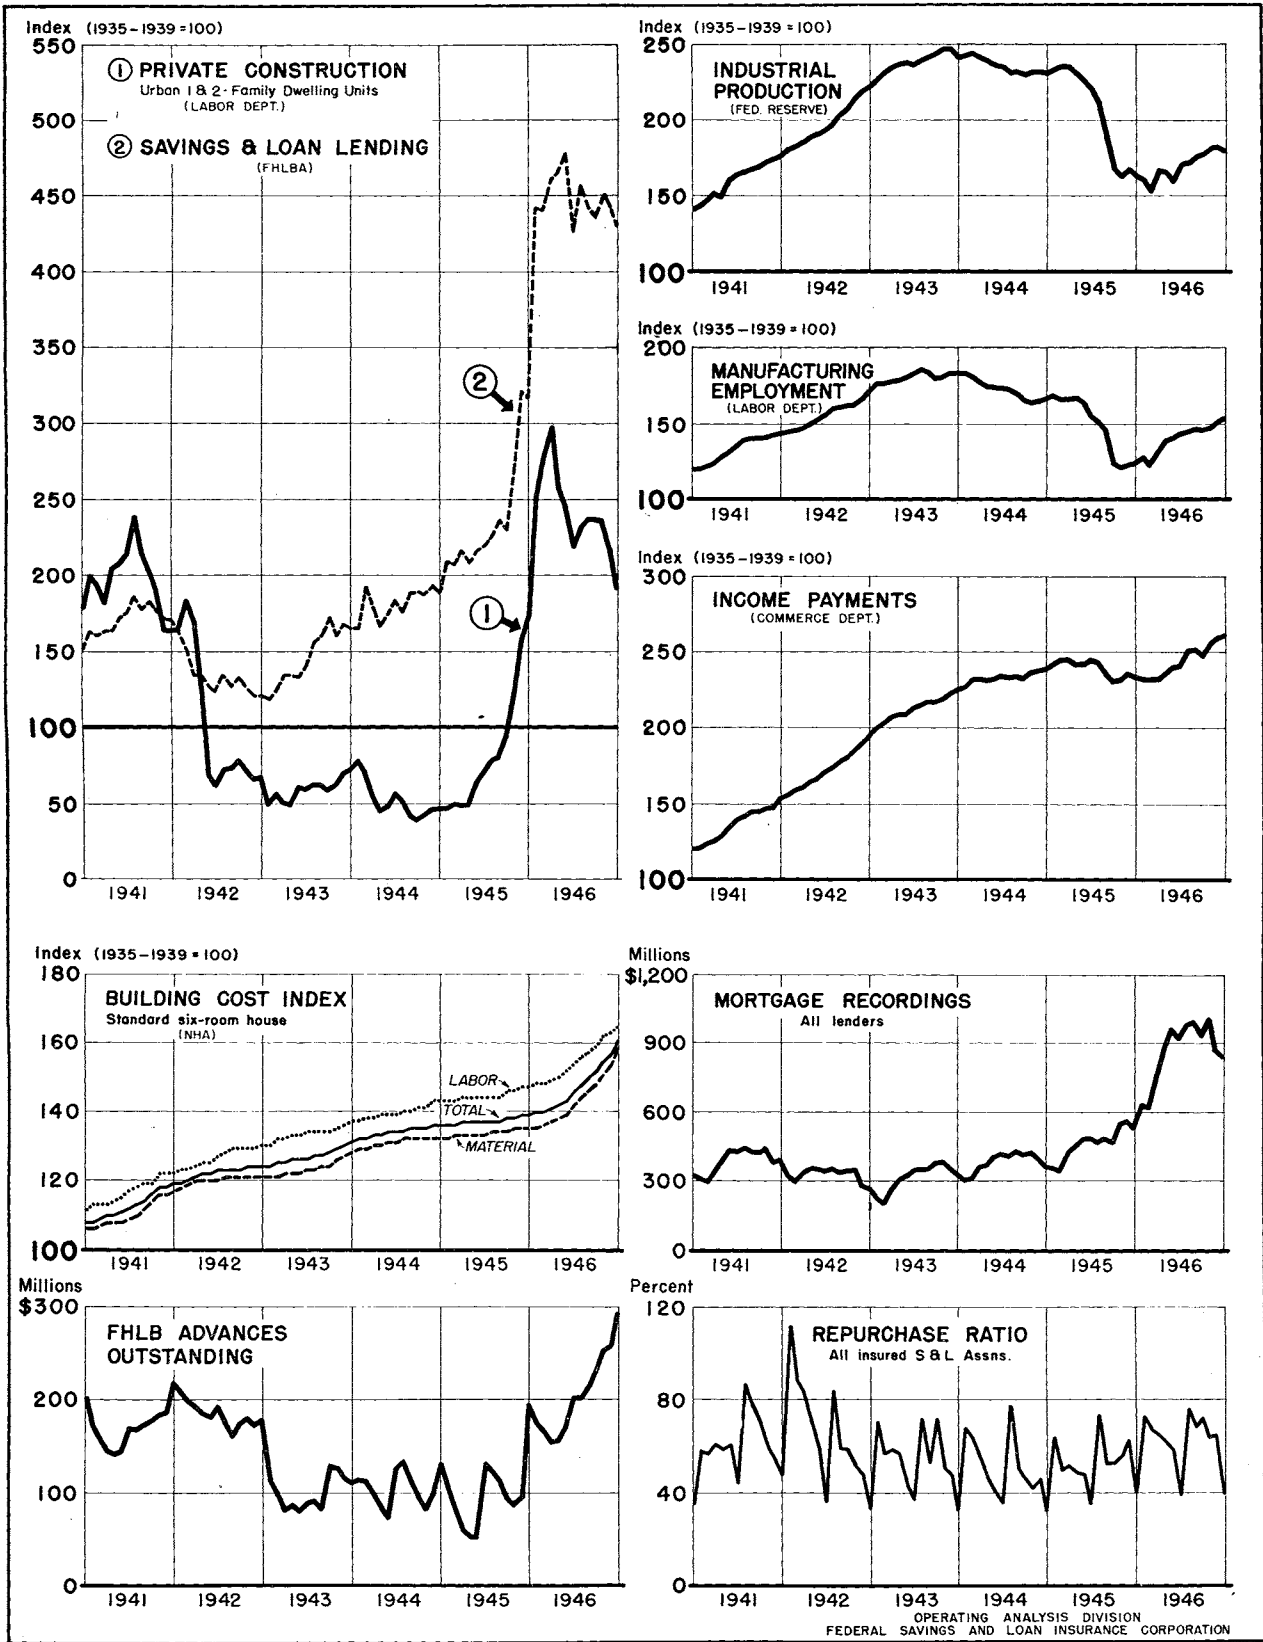 Index (1935-1939=100)
550
① PRIVATE CONSTRUCTION
Urban 1 & 2-Family Dwelling Units
(LABOR DEPT.)
500
② SAVINGS & LOAN LENDING
(FHLBA)
450
400
350
②
300
250
200
①
150
100
50
0
1941 1942 1943 1944 1945 1946
Index (1935-1939=100)
250
INDUSTRIAL
PRODUCTION
(FED. RESERVE)
200
150
100
1941 1942 1943 1944 1945 1946
Index (1935-1939=100)
200
MANUFACTURING
EMPLOYMENT
(LABOR DEPT.)
150
100
1941 1942 1943 1944 1945 1946
Index (1935-1939=100)
300
INCOME PAYMENTS
(COMMERCE DEPT.)
250
200
150
100
1941 1942 1943 1944 1945 1946
Index (1935-1939=100)
180
BUILDING COST INDEX
Standard six-room house
(NHA)
160
LABOR
140
TOTAL
MATERIAL
120
100
1941 1942 1943 1944 1945 1946
Millions
$1,200
MORTGAGE RECORDINGS
All lenders
900
600
300
0
1941 1942 1943 1944 1945 1946
Millions
$300
FHLB ADVANCES
OUTSTANDING
200
100
0
1941 1942 1943 1944 1945 1946
Percent
120
REPURCHASE RATIO
All insured S & L Assns.
80
40
0
1941 1942 1943 1944 1945 1946
OPERATING ANALYSIS DIVISION
FEDERAL SAVINGS AND LOAN INSURANCE CORPORATION